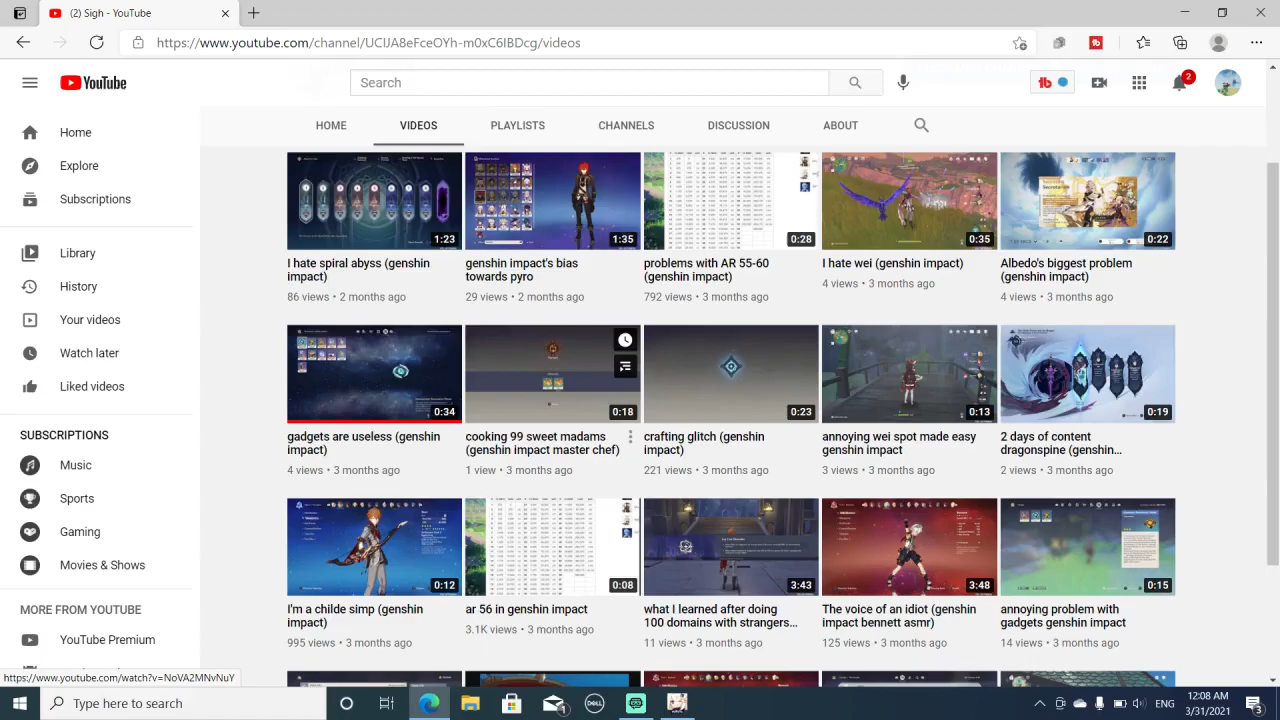 (2) Sigh - YouTube
https://www.youtube.com/channel/UCIJA8eFceOYh-m0xC6IBDcg/videos
YouTube
Search
2
HOME
VIDEOS
PLAYLISTS
CHANNELS
DISCUSSION
ABOUT
Home
Explore
Subscriptions
Library
History
Your videos
Watch later
Liked videos
SUBSCRIPTIONS
Music
Sports
Gaming
Movies & Shows
MORE FROM YOUTUBE
YouTube Premium
1:23
1:35
0:28
0:35
0:22
I hate spiral abyss (genshin
impact)
86 views • 2 months ago
genshin impact's bias
towards pyro
29 views • 2 months ago
problems with AR 55-60
(genshin impact)
792 views • 3 months ago
I hate wei (genshin impact)
4 views • 3 months ago
Albedo's biggest problem
(genshin impact)
4 views • 3 months ago
0:34
0:18
0:23
0:13
0:19
gadgets are useless (genshin
impact)
4 views • 3 months ago
cooking 99 sweet madams
(genshin impact master chef)
1 view • 3 months ago
crafting glitch (genshin
impact)
221 views • 3 months ago
annoying wei spot made easy
genshin impact
3 views • 3 months ago
2 days of content
dragonspine (genshin...
2 views • 3 months ago
0:12
0:08
3:43
3:48
0:15
I'm a childe simp (genshin
impact)
995 views • 3 months ago
ar 56 in genshin impact
3.1K views • 3 months ago
what I learned after doing
100 domains with strangers...
11 views • 3 months ago
The voice of an idiot (genshin
impact bennett asmr)
125 views • 3 months ago
annoying problem with
gadgets genshin impact
14 views • 3 months ago
https://www.youtube.com/watch?v=NoVA2MNvNuY
Type here to search
DELL
ENG
12:08 AM
3/31/2021
3